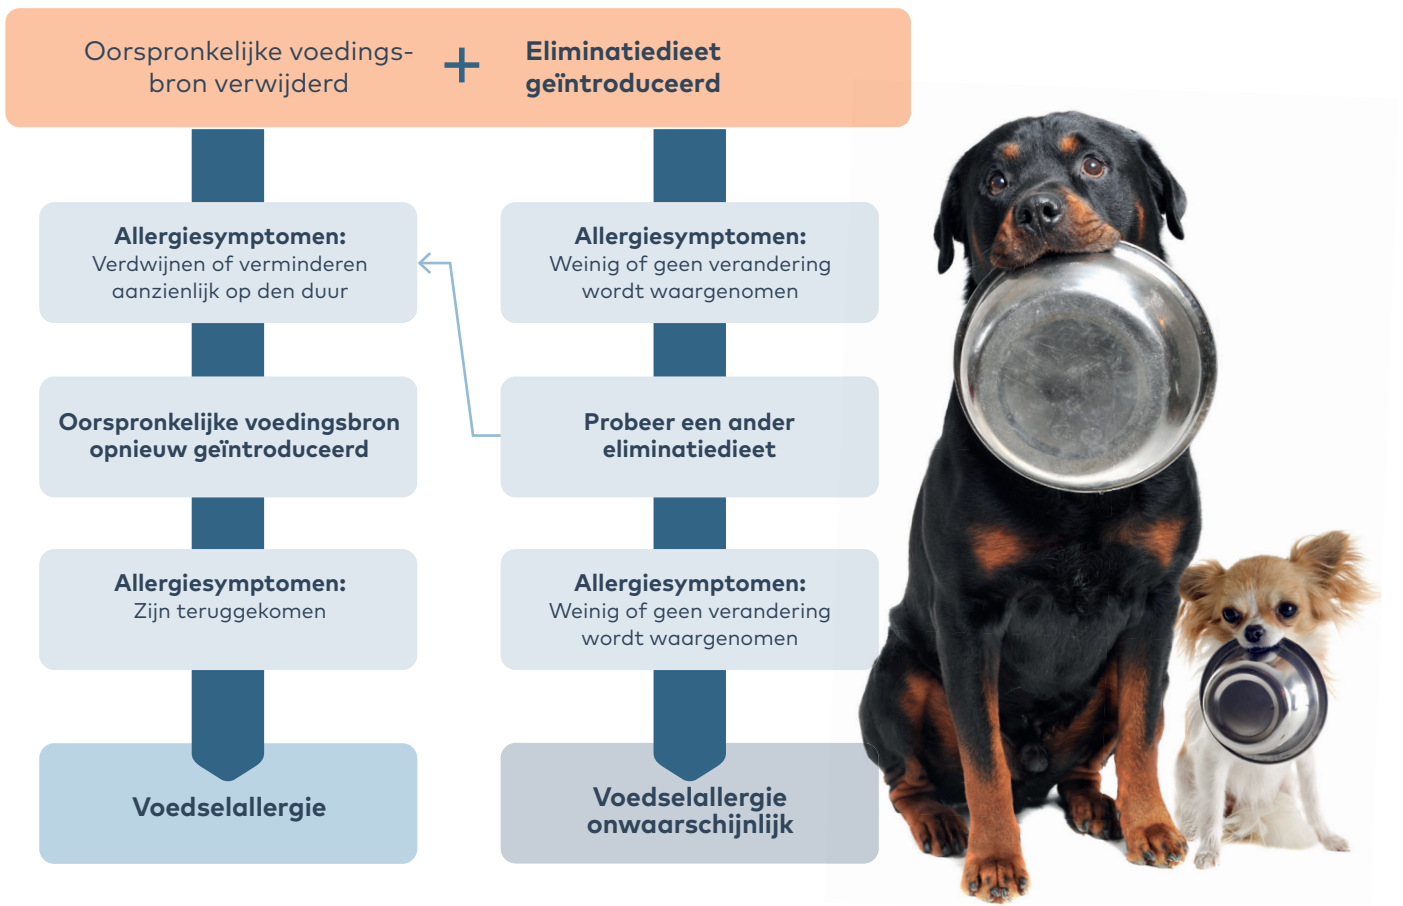 Oorspronkelijke voedings-
bron verwijderd
+
Eliminatiedieet
geïntroduceerd
Allergiesymptomen:
Verdwijnen of verminderen
aanzienlijk op den duur
Oorspronkelijke voedingsbron
opnieuw geïntroduceerd
Allergiesymptomen:
Zijn teruggekomen
Voedselallergie
Allergiesymptomen:
Weinig of geen verandering
wordt waargenomen
Probeer een ander
eliminatiedieet
Allergiesymptomen:
Weinig of geen verandering
wordt waargenomen
Voedselallergie
onwaarschijnlijk